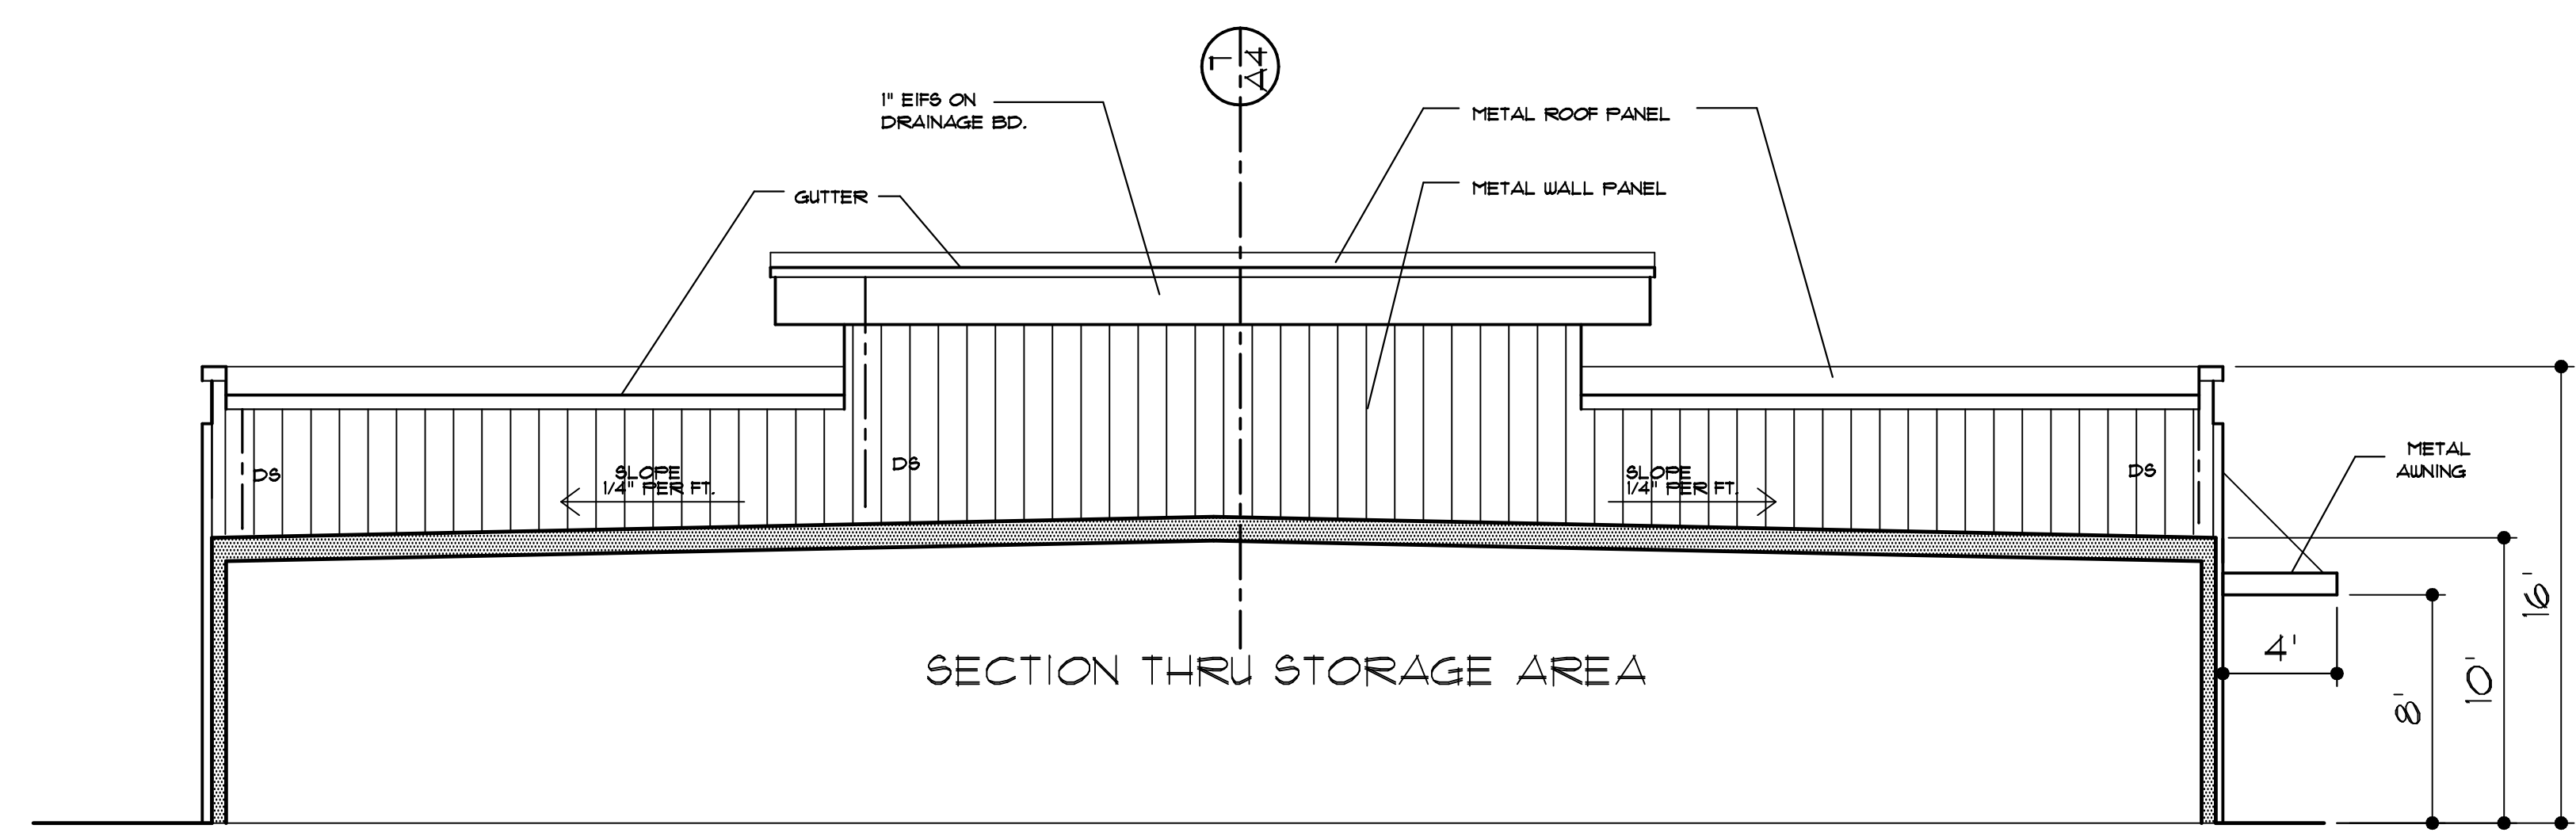 1
A4
1" EIFS ON
DRAINAGE BD.
METAL ROOF PANEL
GUTTER
METAL WALL PANEL
DS
SLOPE
1/4" PER FT.
DS
SLOPE
1/4" PER FT.
DS
METAL
AWNING
16'
4'
10'
8'
SECTION THRU STORAGE AREA